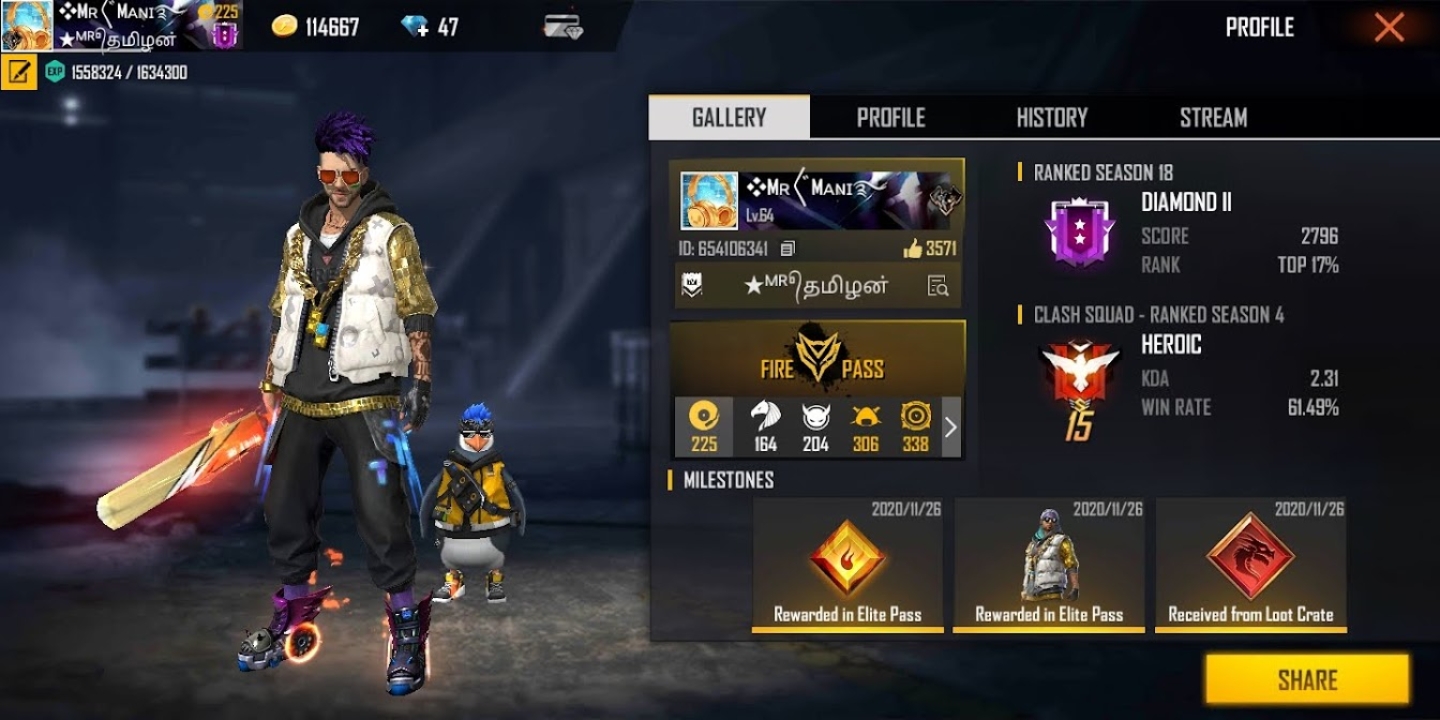 ❖Mr〈"Mani
225
★ᴹᴿ᭄தமிழன்
114667
47
PROFILE
EXP 1558324 / 1634300
GALLERY
PROFILE
HISTORY
STREAM
❖Mr〈"Mani
Lv.64
ID: 654106341
3571
★ᴹᴿ᭄தமிழன்
FIRE PASS
225
164
204
306
338
RANKED SEASON 18
DIAMOND II
SCORE 2796
RANK TOP 17%
CLASH SQUAD - RANKED SEASON 4
HEROIC
KDA 2.31
WIN RATE 61.49%
15
MILESTONES
2020/11/26
Rewarded in Elite Pass
2020/11/26
Rewarded in Elite Pass
2020/11/26
Received from Loot Crate
SHARE